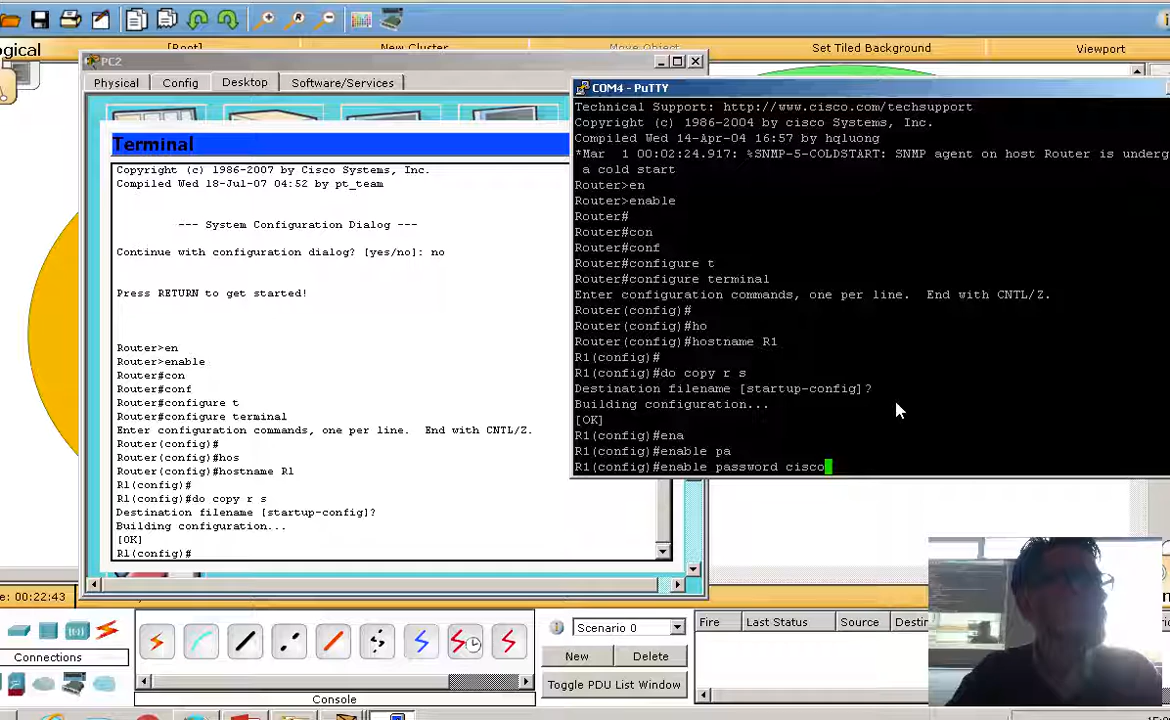 ogical
[Root]
New Cluster
Move Object
Set Tiled Background
Viewport
PC2
Physical
Config
Desktop
Software/Services
Terminal
Copyright (c) 1986-2007 by Cisco Systems, Inc.
Compiled Wed 18-Jul-07 04:52 by pt_team
--- System Configuration Dialog ---
Continue with configuration dialog? [yes/no]: no
Press RETURN to get started!
Router>en
Router>enable
Router#con
Router#conf
Router#configure t
Router#configure terminal
Enter configuration commands, one per line.  End with CNTL/Z.
Router(config)#
Router(config)#hos
Router(config)#hostname R1
R1(config)#
R1(config)#do copy r s
Destination filename [startup-config]?
Building configuration...
[OK]
R1(config)#
COM4 - PuTTY
Technical Support: http://www.cisco.com/techsupport
Copyright (c) 1986-2004 by cisco Systems, Inc.
Compiled Wed 14-Apr-04 16:57 by hqluong
*Mar  1 00:02:24.917: %SNMP-5-COLDSTART: SNMP agent on host Router is underg
a cold start
Router>en
Router>enable
Router#
Router#con
Router#conf
Router#configure t
Router#configure terminal
Enter configuration commands, one per line.  End with CNTL/Z.
Router(config)#
Router(config)#ho
Router(config)#hostname R1
R1(config)#
R1(config)#do copy r s
Destination filename [startup-config]?
Building configuration...
[OK]
R1(config)#ena
R1(config)#enable pa
R1(config)#enable password cisco
e: 00:22:43
Connections
Console
Scenario 0
New
Delete
Toggle PDU List Window
Fire
Last Status
Source
Destin